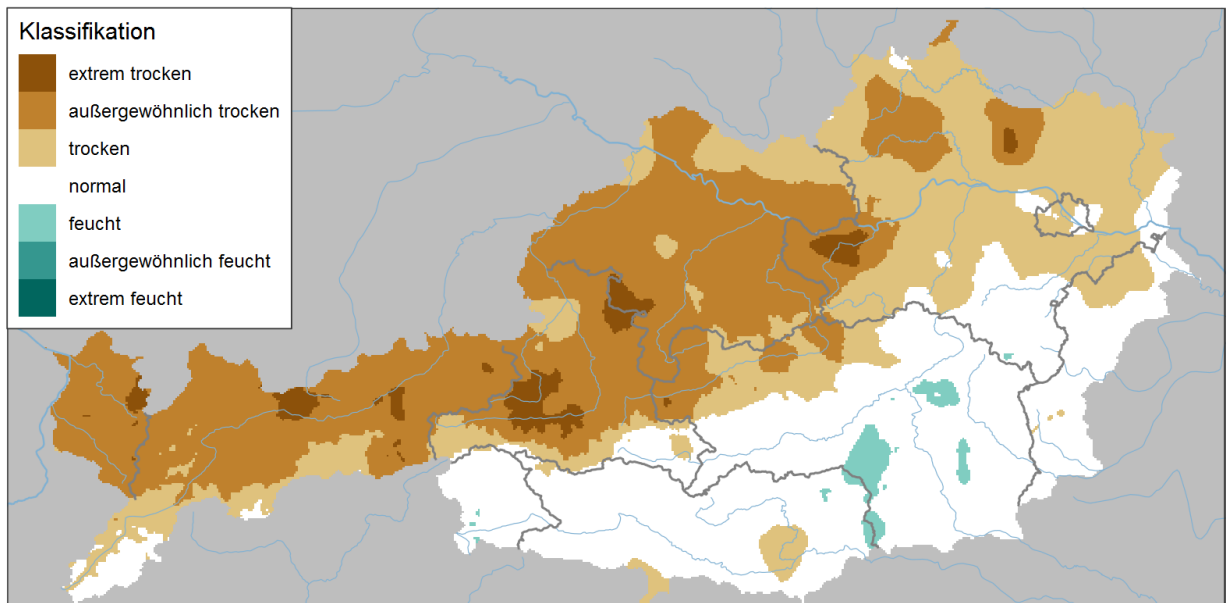 Klassifikation
extrem trocken
außergewöhnlich trocken
trocken
normal
feucht
außergewöhnlich feucht
extrem feucht